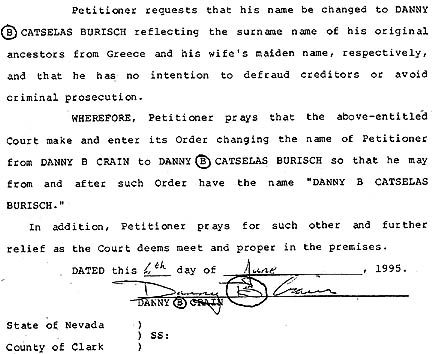 Petitioner requests that his name be changed to DANNY
B CATSELAS BURISCH reflecting the surname name of his original
ancestors from Greece and his wife's maiden name, respectively,
and that he has no intention to defraud creditors or avoid
criminal prosecution.
WHEREFORE, Petitioner prays that the above-entitled
Court make and enter its Order changing the name of Petitioner
from DANNY B CRAIN to DANNY B CATSELAS BURISCH so that he may
from and after such Order have the name "DANNY B CATSELAS
BURISCH."
In addition, Petitioner prays for such other and further
relief as the Court deems meet and proper in the premises.
DATED this 6th day of June, 1995.
Danny B Crain
DANNY B CRAIN
State of Nevada )
) SS:
County of Clark )